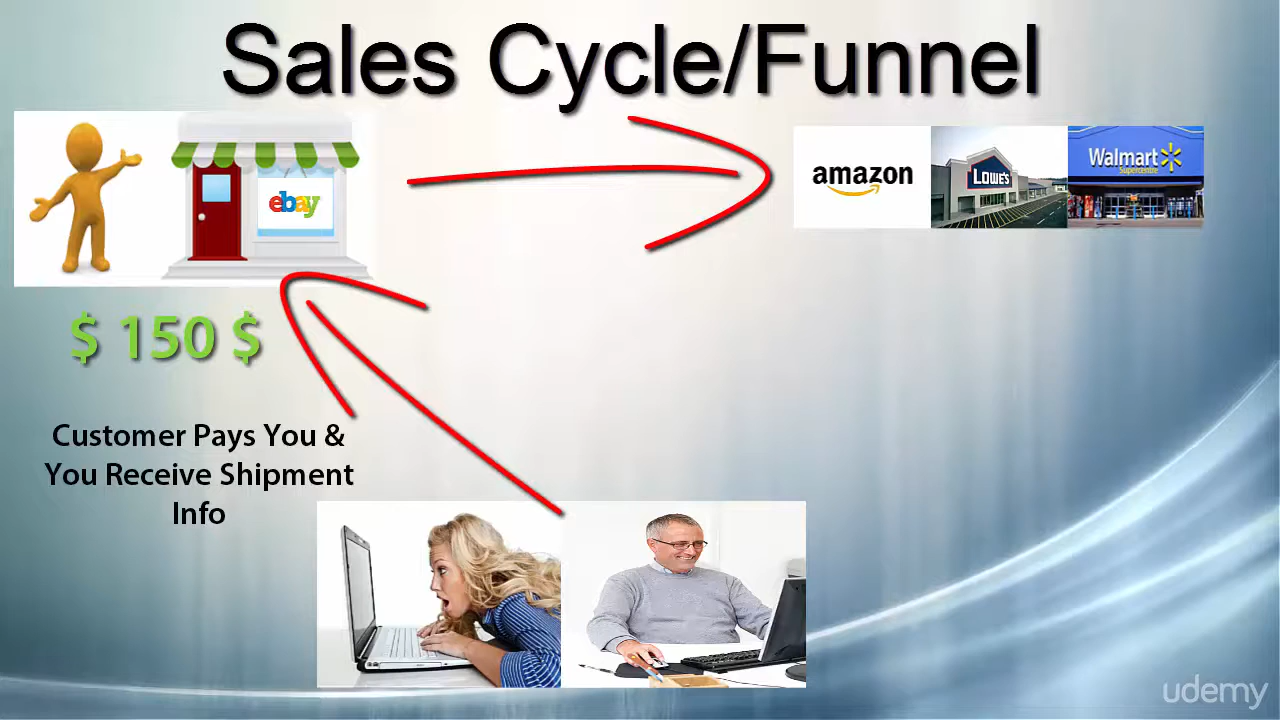 Sales Cycle/Funnel
ebay
amazon
LOWE'S
Walmart
Supercentre
$ 150 $
Customer Pays You &
You Receive Shipment
Info
udemy